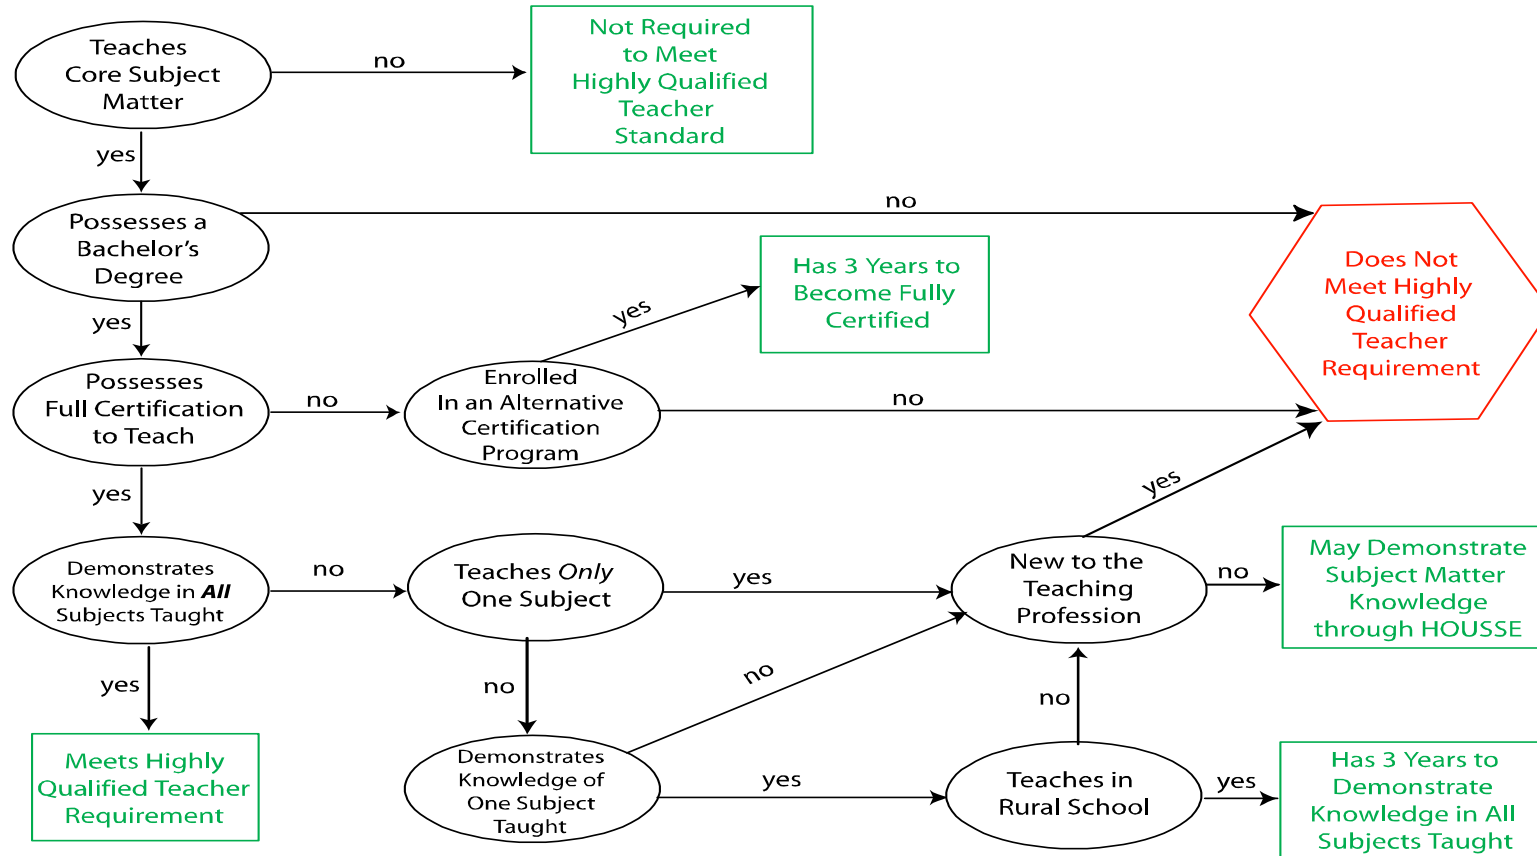 Teaches
Core Subject
Matter
no
Not Required
to Meet
Highly Qualified
Teacher
Standard
yes
Possesses a
Bachelor’s
Degree
no
Does Not
Meet Highly
Qualified
Teacher
Requirement
yes
Has 3 Years to
Become Fully
Certified
yes
Possesses
Full Certification
to Teach
no
Enrolled
In an Alternative
Certification
Program
no
yes
Demonstrates
Knowledge in All
Subjects Taught
no
Teaches Only
One Subject
yes
New to the
Teaching
Profession
yes
no
May Demonstrate
Subject Matter
Knowledge
through HOUSSE
yes
no
no
no
Meets Highly
Qualified Teacher
Requirement
Demonstrates
Knowledge of
One Subject
Taught
yes
Teaches in
Rural School
yes
Has 3 Years to
Demonstrate
Knowledge in All
Subjects Taught